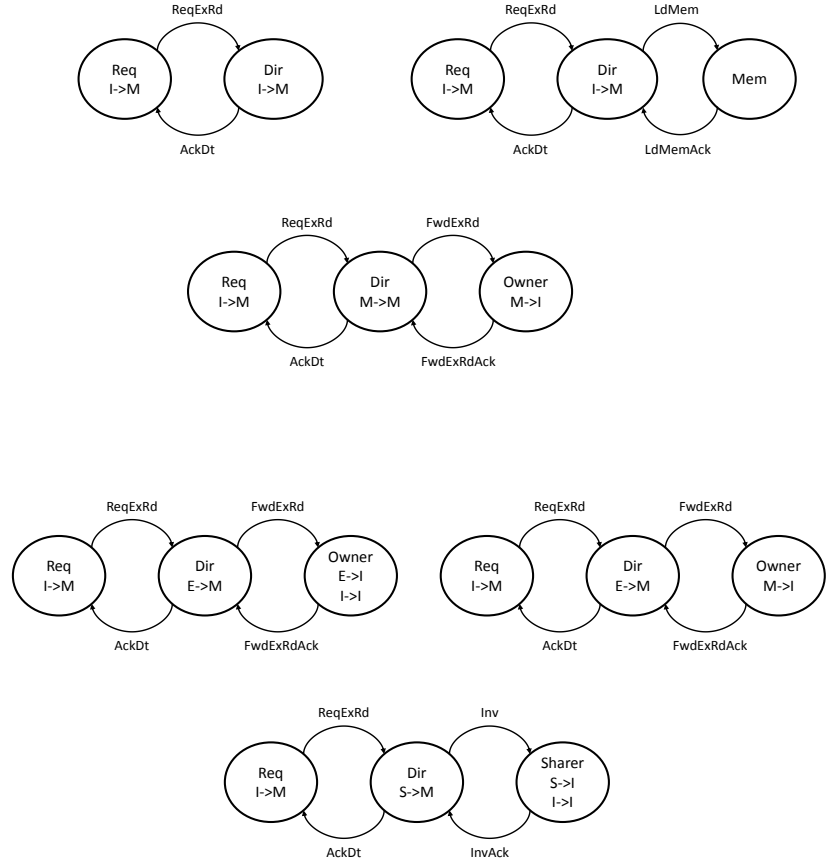 ReqExRd
Req
I->M
Dir
I->M
AckDt
ReqExRd
LdMem
Req
I->M
Dir
I->M
Mem
AckDt
LdMemAck
ReqExRd
FwdExRd
Req
I->M
Dir
M->M
Owner
M->I
AckDt
FwdExRdAck
ReqExRd
FwdExRd
Req
I->M
Dir
E->M
Owner
E->I
I->I
AckDt
FwdExRdAck
ReqExRd
FwdExRd
Req
I->M
Dir
E->M
Owner
M->I
AckDt
FwdExRdAck
ReqExRd
Inv
Req
I->M
Dir
S->M
Sharer
S->I
I->I
AckDt
InvAck